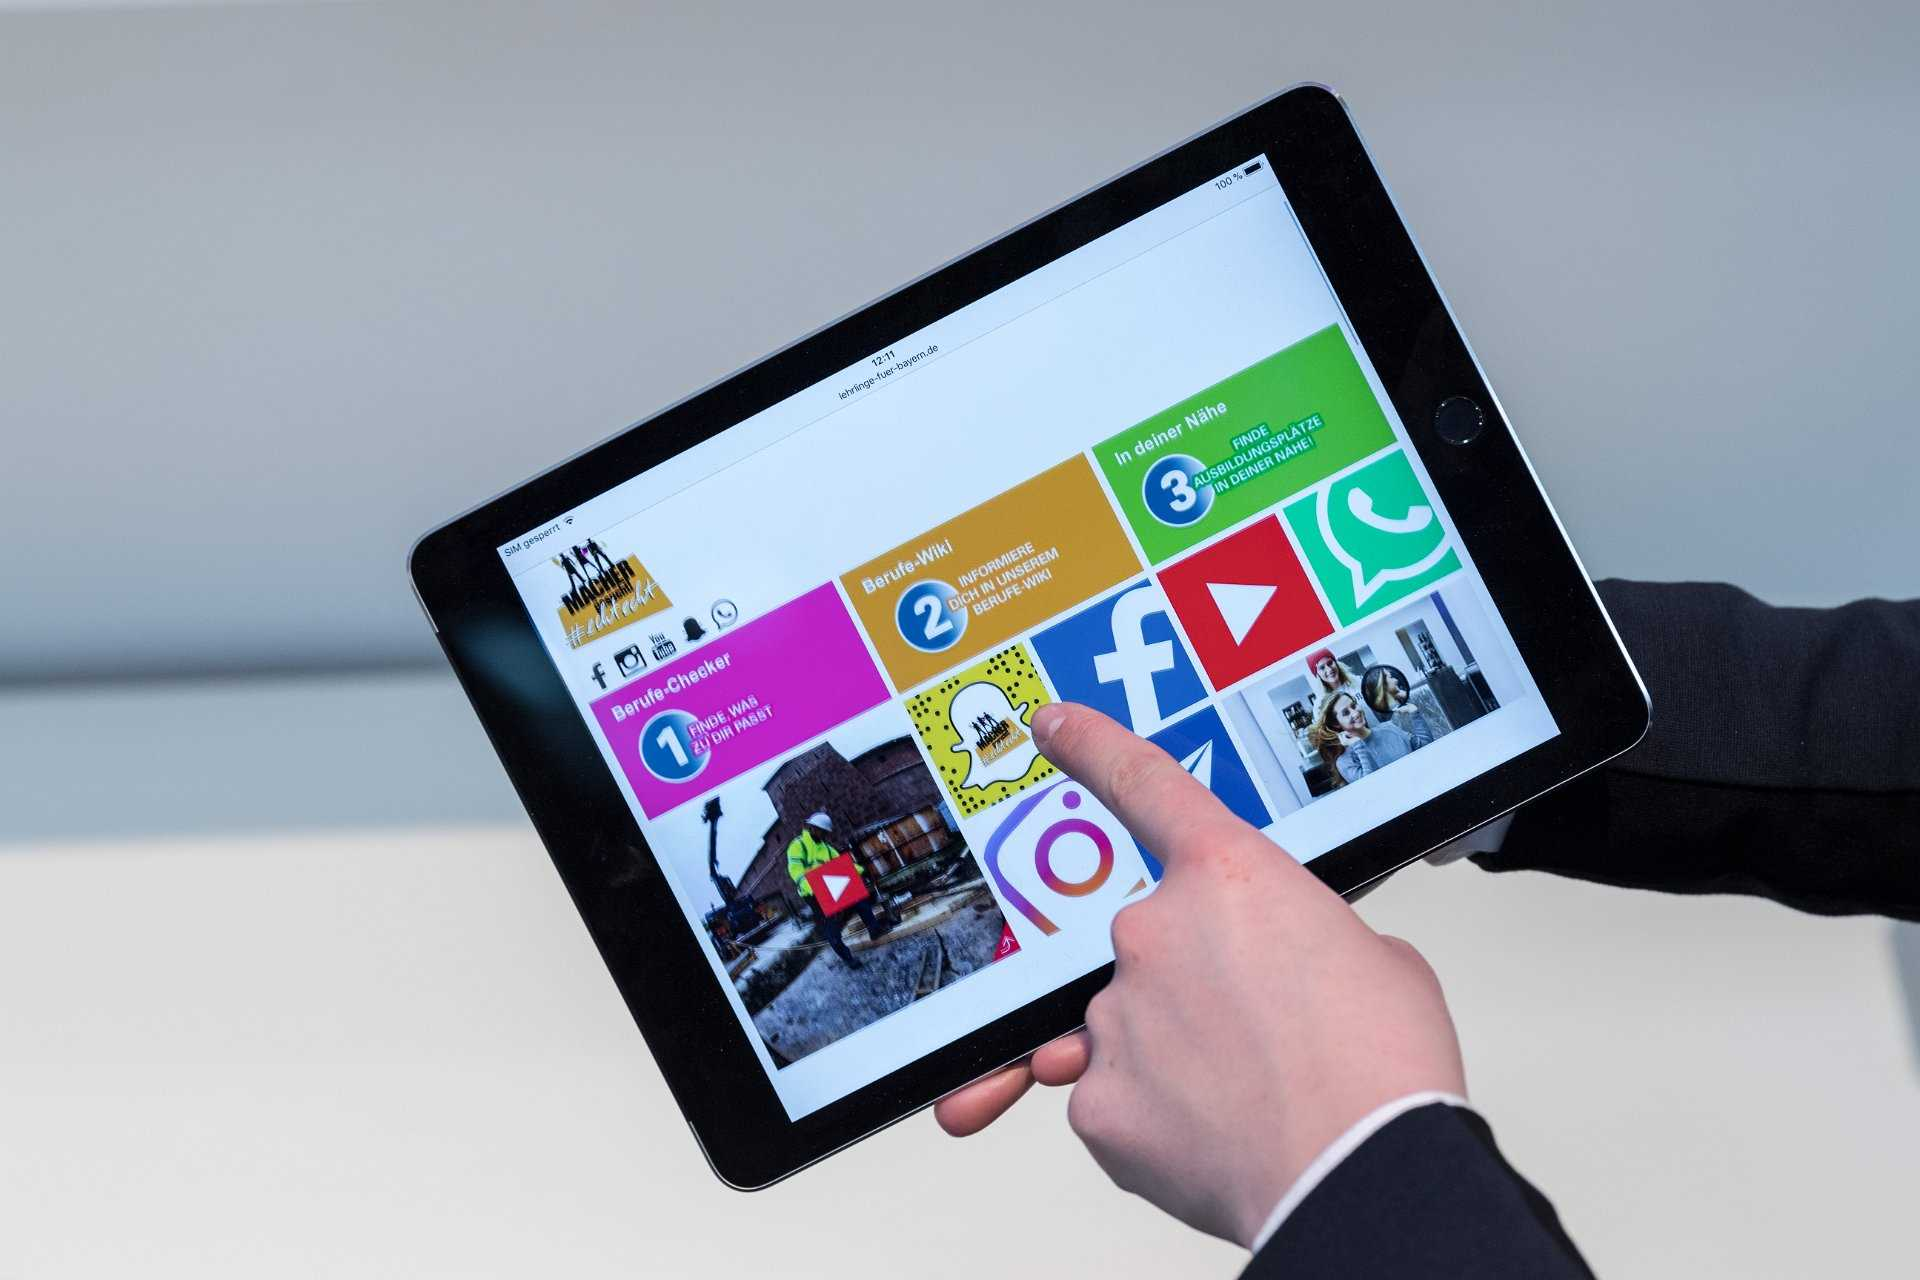 SIM gesperrt
12:11
100 %
lehrlinge-fuer-bayern.de
MACHER
gesucht!
#echtecht
You
Tube
Berufe-Checker
1
FINDE, WAS
ZU DIR PASST
Berufe-Wiki
2
INFORMIERE
DICH IN UNSEREM
BERUFE-WIKI
In deiner Nähe
3
FINDE
AUSBILDUNGSPLÄTZE
IN DEINER NÄHE!
MACHER